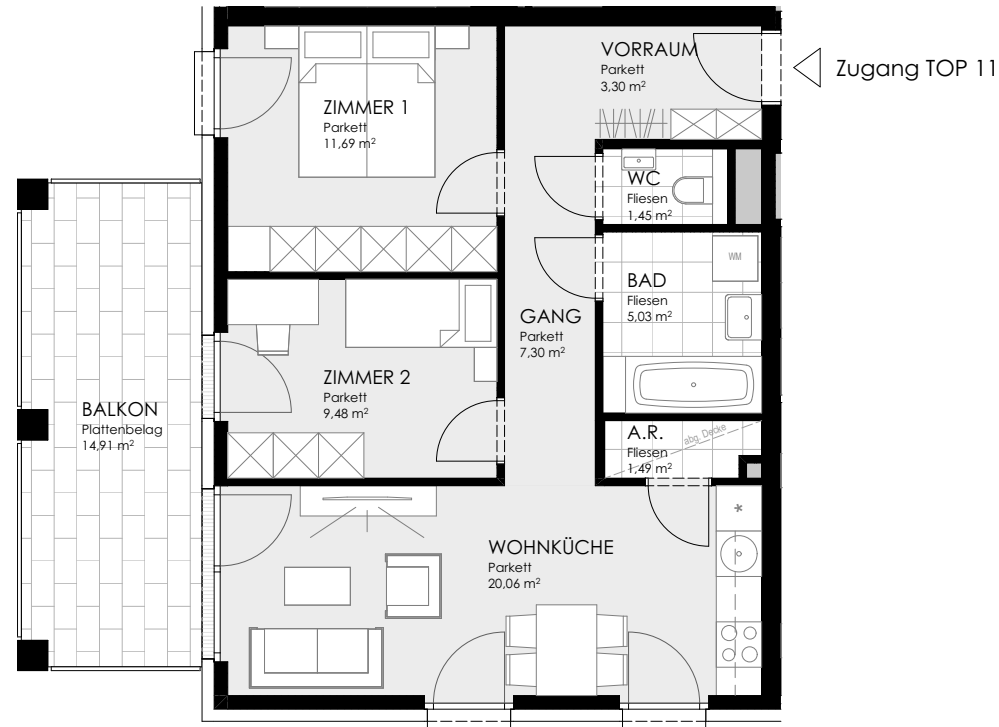 VORRAUM
Parkett
3,30 m²
Zugang TOP 11
ZIMMER 1
Parkett
11,69 m²
WC
Fliesen
1,45 m²
WM
BAD
Fliesen
5,03 m²
GANG
Parkett
7,30 m²
ZIMMER 2
Parkett
9,48 m²
BALKON
Plattenbelag
14,91 m²
A.R.
Fliesen
1,49 m²
abg. Decke
WOHNKÜCHE
Parkett
20,06 m²